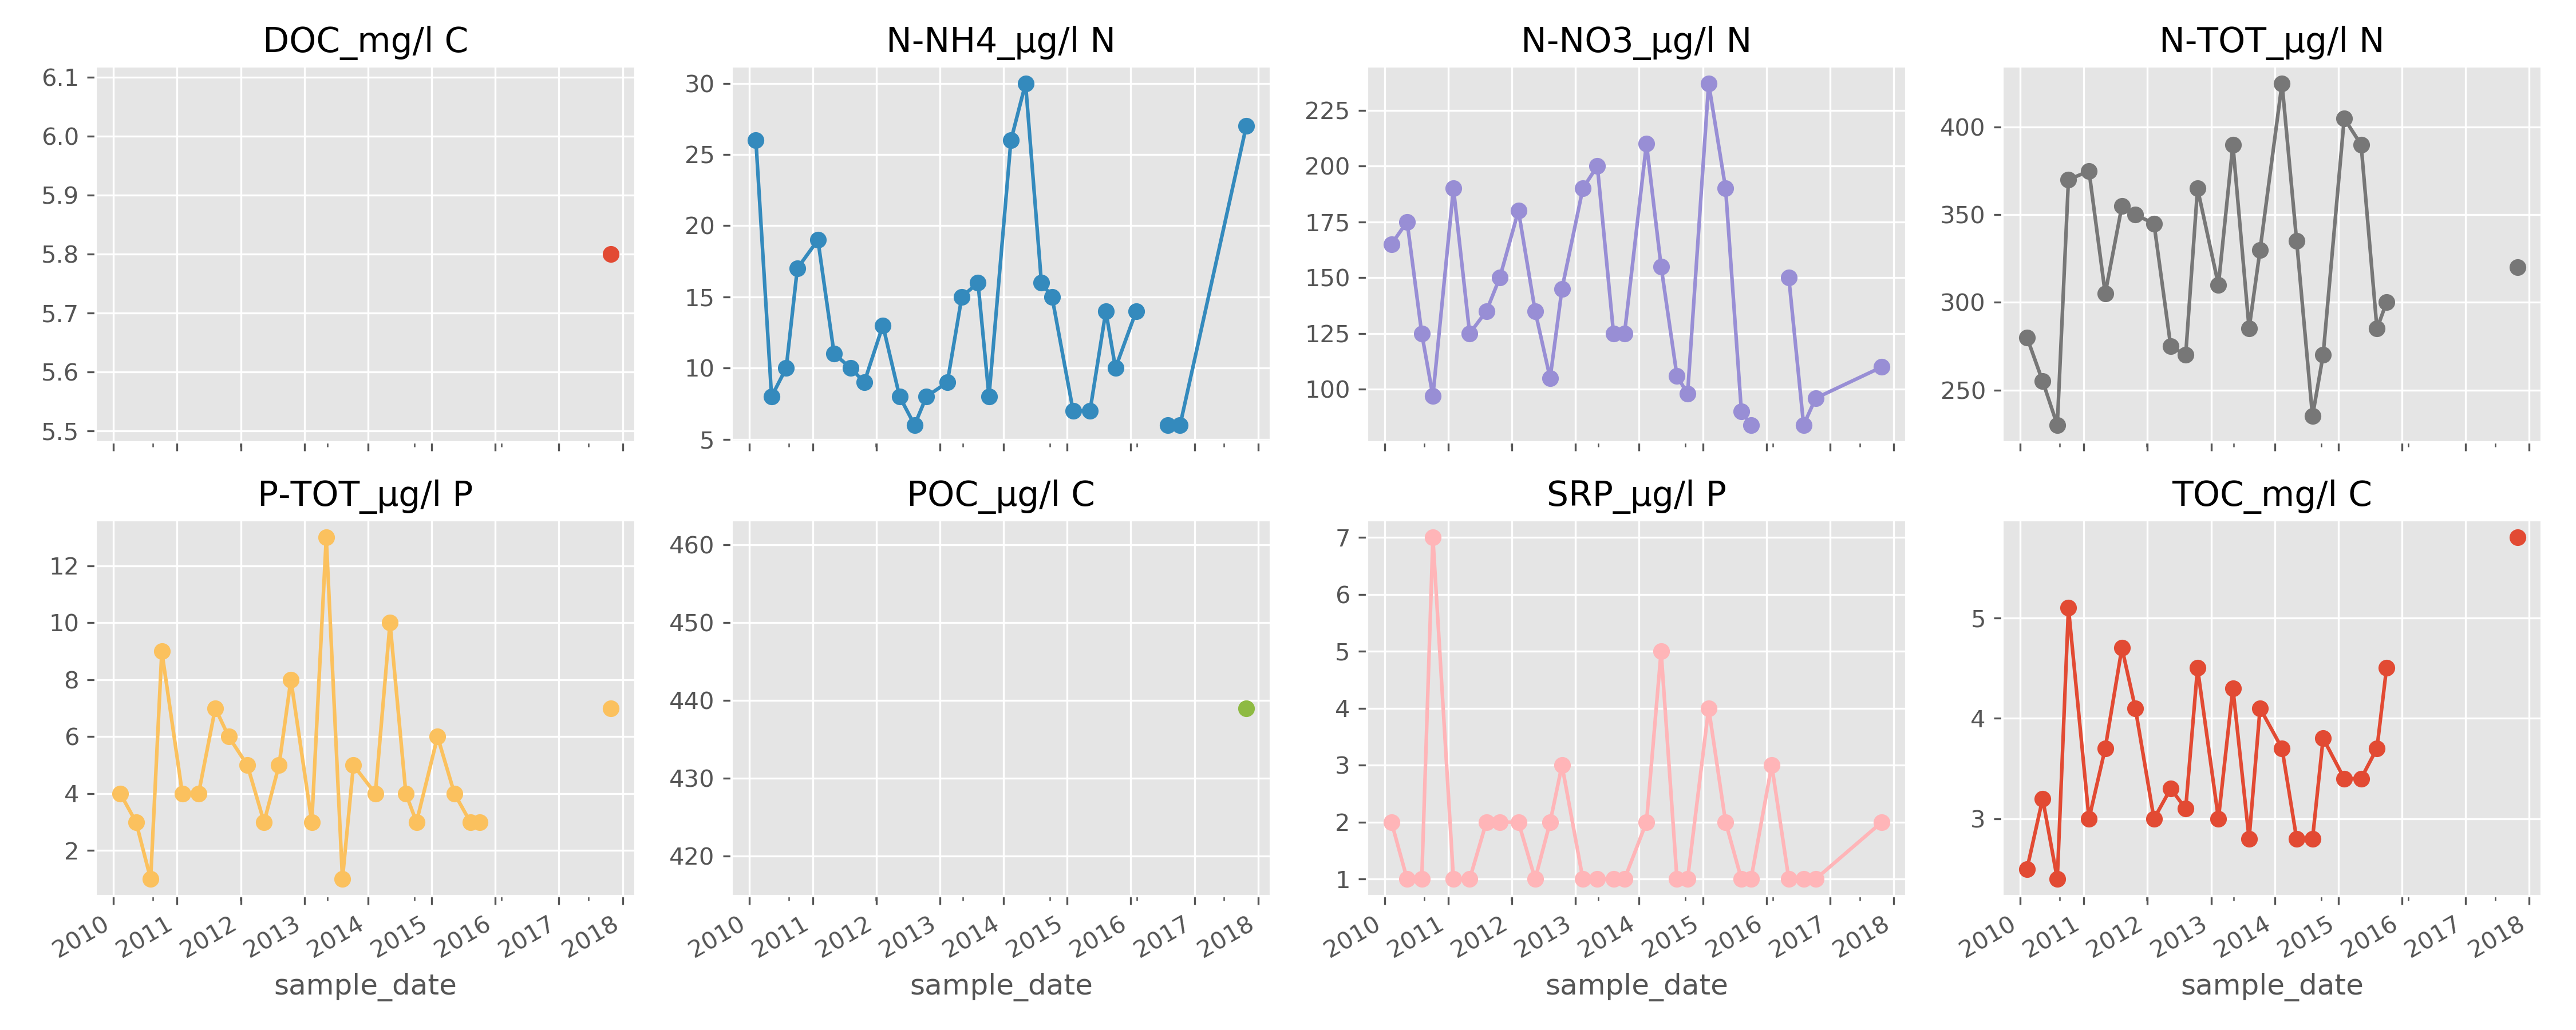 DOC_mg/l C
N-NH4_µg/l N
N-NO3_µg/l N
N-TOT_µg/l N
6.1
6.0
5.9
5.8
5.7
5.6
5.5
30
25
20
15
10
5
225
200
175
150
125
100
400
350
300
250
P-TOT_µg/l P
POC_µg/l C
SRP_µg/l P
TOC_mg/l C
12
10
8
6
4
2
460
450
440
430
420
7
6
5
4
3
2
1
5
4
3
2010 2011 2012 2013 2014 2015 2016 2017 2018
2010 2011 2012 2013 2014 2015 2016 2017 2018
2010 2011 2012 2013 2014 2015 2016 2017 2018
2010 2011 2012 2013 2014 2015 2016 2017 2018
sample_date
sample_date
sample_date
sample_date